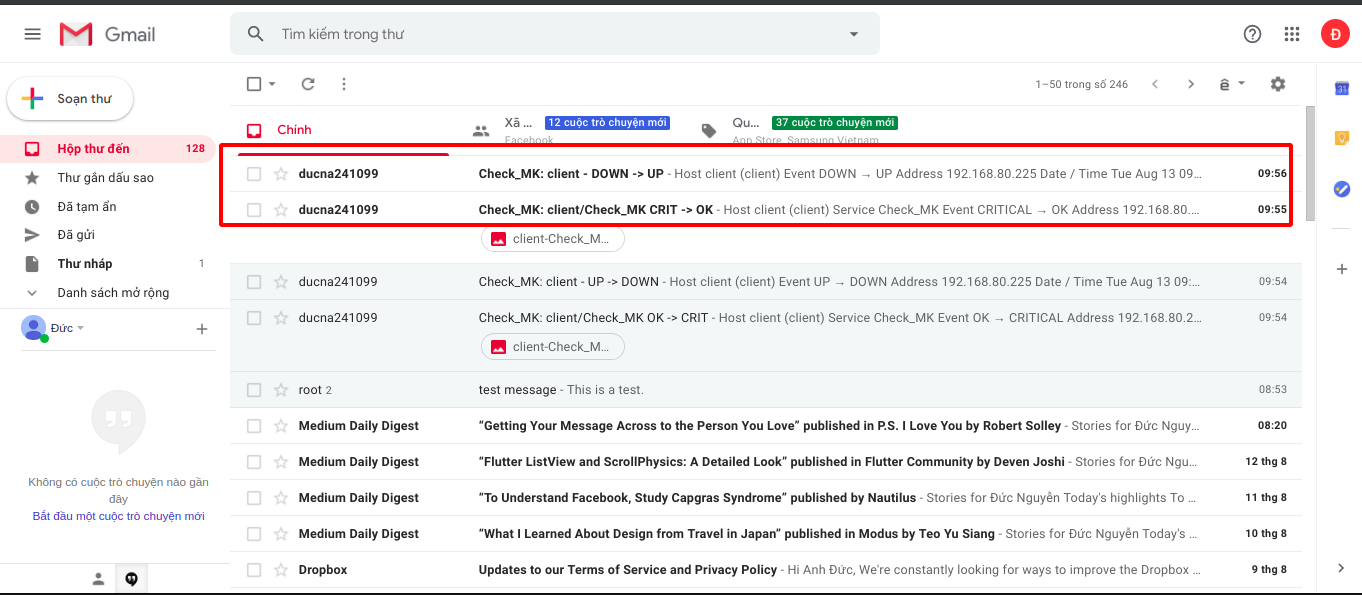 Gmail
Tìm kiếm trong thư
Đ
Soạn thư
1–50 trong số 246
31
Chính
Xã ... 12 cuộc trò chuyện mới
Facebook
Qu... 37 cuộc trò chuyện mới
App Store, Samsung Vietnam
Hộp thư đến 128
Thư gắn dấu sao
Đã tạm ẩn
Đã gửi
Thư nháp 1
Danh sách mở rộng
Đức
Không có cuộc trò chuyện nào gần
đây
Bắt đầu một cuộc trò chuyện mới
ducna241099 Check_MK: client - DOWN -> UP - Host client (client) Event DOWN → UP Address 192.168.80.225 Date / Time Tue Aug 13 09... 09:56
ducna241099 Check_MK: client/Check_MK CRIT -> OK - Host client (client) Service Check_MK Event CRITICAL → OK Address 192.168.80.... 09:55
client-Check_M...
ducna241099 Check_MK: client - UP -> DOWN - Host client (client) Event UP → DOWN Address 192.168.80.225 Date / Time Tue Aug 13 09:... 09:54
ducna241099 Check_MK: client/Check_MK OK -> CRIT - Host client (client) Service Check_MK Event OK → CRITICAL Address 192.168.80.2... 09:54
client-Check_M...
root 2 test message - This is a test. 08:53
Medium Daily Digest “Getting Your Message Across to the Person You Love” published in P.S. I Love You by Robert Solley - Stories for Đức Nguy... 08:20
Medium Daily Digest “Flutter ListView and ScrollPhysics: A Detailed Look” published in Flutter Community by Deven Joshi - Stories for Đức Ngu... 12 thg 8
Medium Daily Digest “To Understand Facebook, Study Capgras Syndrome” published by Nautilus - Stories for Đức Nguyễn Today's highlights To ... 11 thg 8
Medium Daily Digest “What I Learned About Design from Travel in Japan” published in Modus by Teo Yu Siang - Stories for Đức Nguyễn Today's ... 10 thg 8
Dropbox Updates to our Terms of Service and Privacy Policy - Hi Anh Đức, We're constantly looking for ways to improve the Dropbox ... 9 thg 8